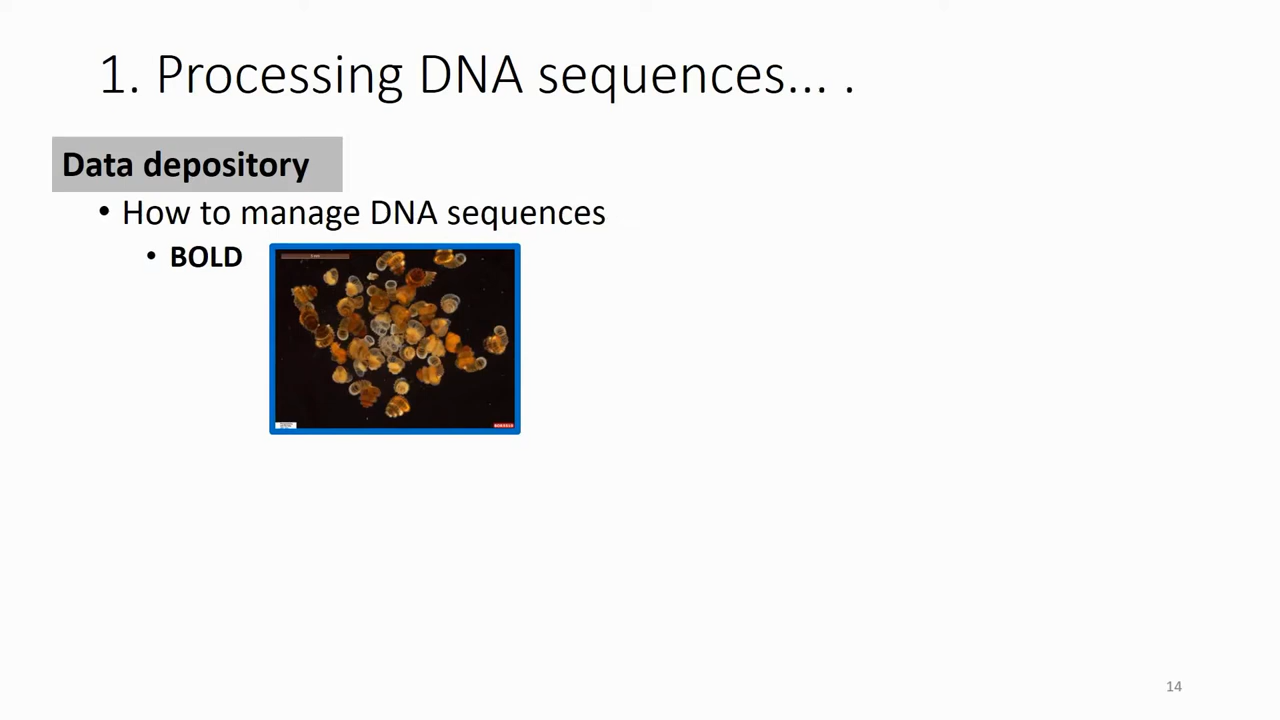 1. Processing DNA sequences... .
Data depository
• How to manage DNA sequences
• BOLD
14